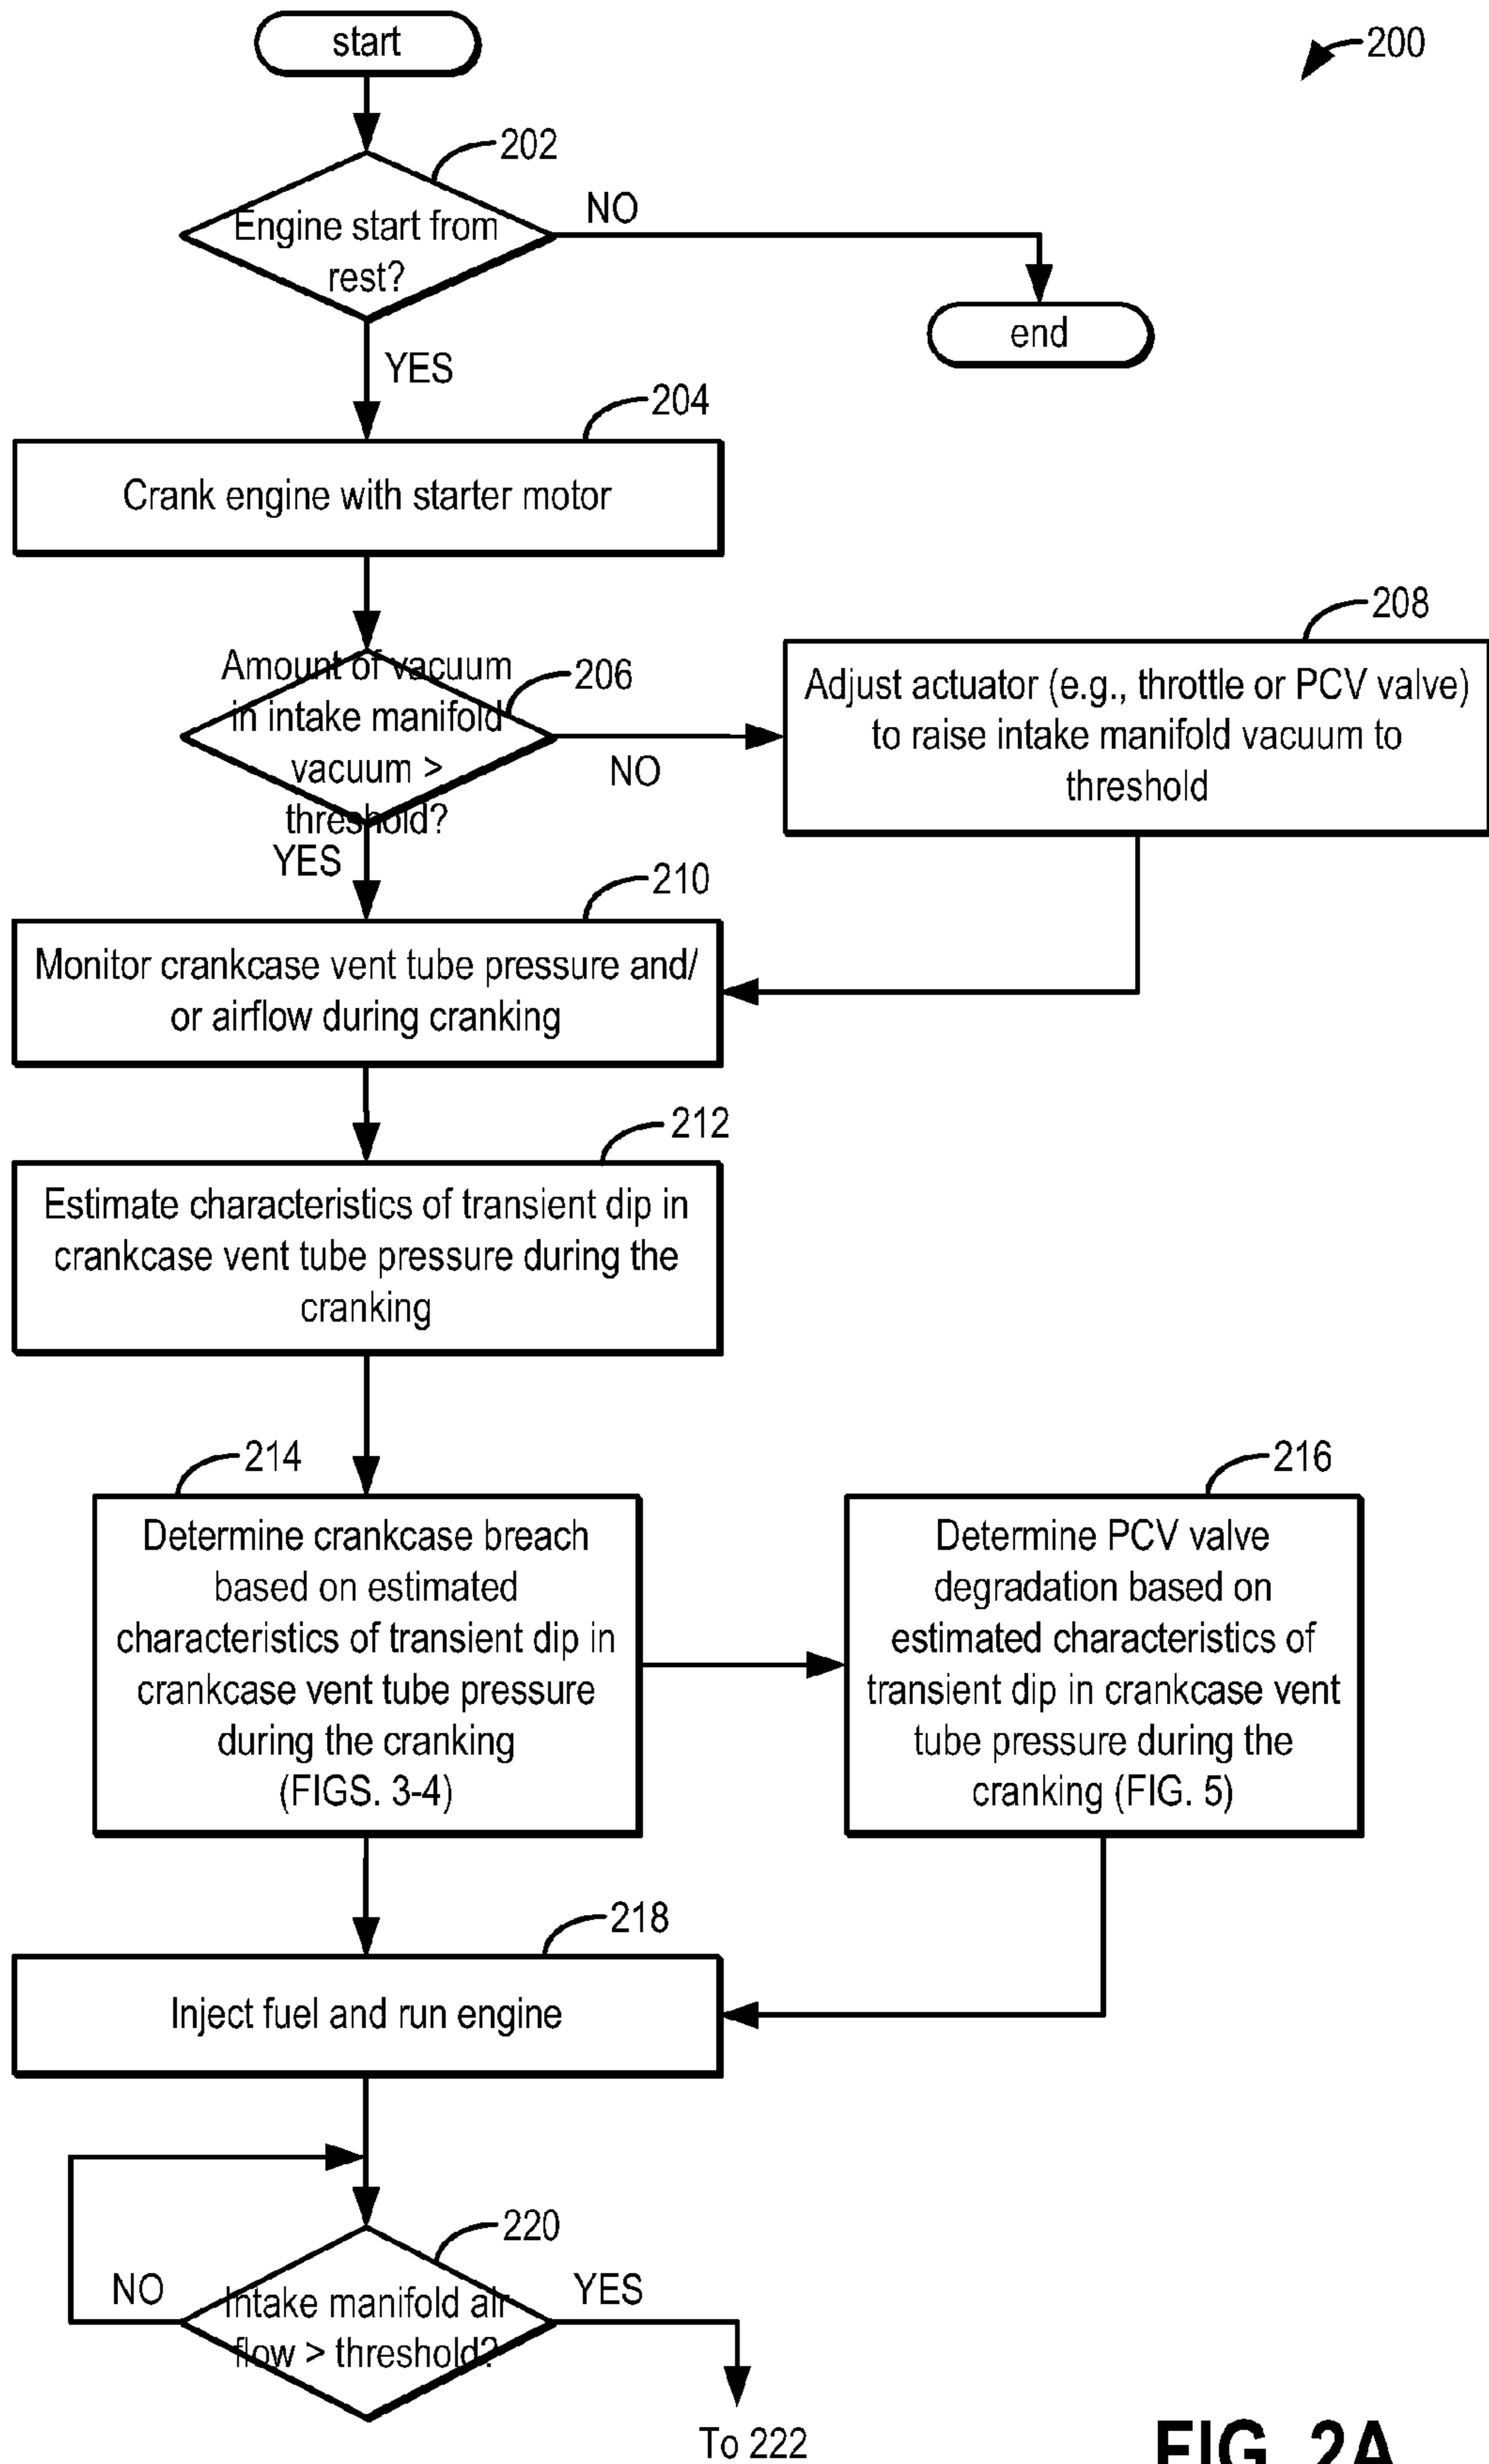 start
200
202
Engine start from
rest?
NO
end
YES
204
Crank engine with starter motor
208
Amount of vacuum
in intake manifold
vacuum >
threshold?
206
NO
Adjust actuator (e.g., throttle or PCV valve)
to raise intake manifold vacuum to
threshold
YES
210
Monitor crankcase vent tube pressure and/
or airflow during cranking
212
Estimate characteristics of transient dip in
crankcase vent tube pressure during the
cranking
214
Determine crankcase breach
based on estimated
characteristics of transient dip in
crankcase vent tube pressure
during the cranking
(FIGS. 3-4)
216
Determine PCV valve
degradation based on
estimated characteristics of
transient dip in crankcase vent
tube pressure during the
cranking (FIG. 5)
218
Inject fuel and run engine
220
NO
Intake manifold air
flow > threshold?
YES
To 222
FIG. 2A